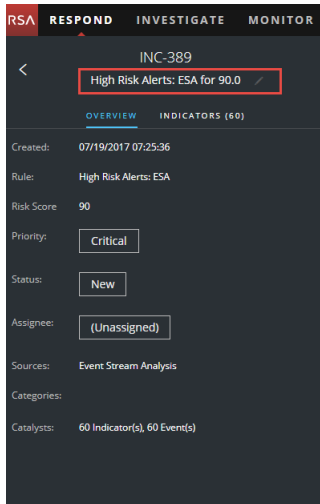 RSA RESPOND INVESTIGATE MONITOR
INC-389
High Risk Alerts: ESA for 90.0
OVERVIEW INDICATORS (60)
Created: 07/19/2017 07:25:36
Rule: High Risk Alerts: ESA
Risk Score 90
Priority: Critical
Status: New
Assignee: (Unassigned)
Sources: Event Stream Analysis
Categories:
Catalysts: 60 Indicator(s), 60 Event(s)